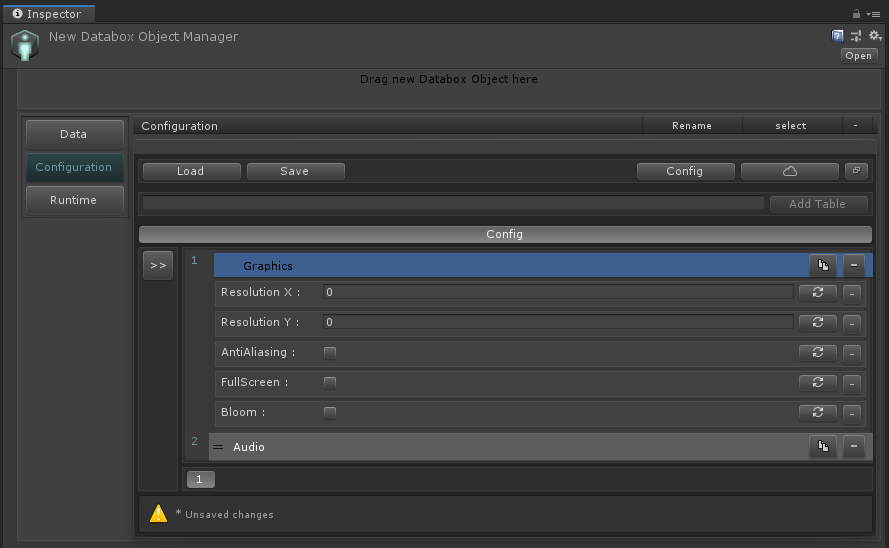 Inspector
New Databox Object Manager
Open
Drag new Databox Object here
Data
Configuration
Runtime
Configuration Rename select -
Load Save Config
Add Table
Config
>>
1 Graphics -
Resolution X : 0 -
Resolution Y : 0 -
AntiAliasing : -
FullScreen : -
Bloom : -
2 = Audio -
1
* Unsaved changes